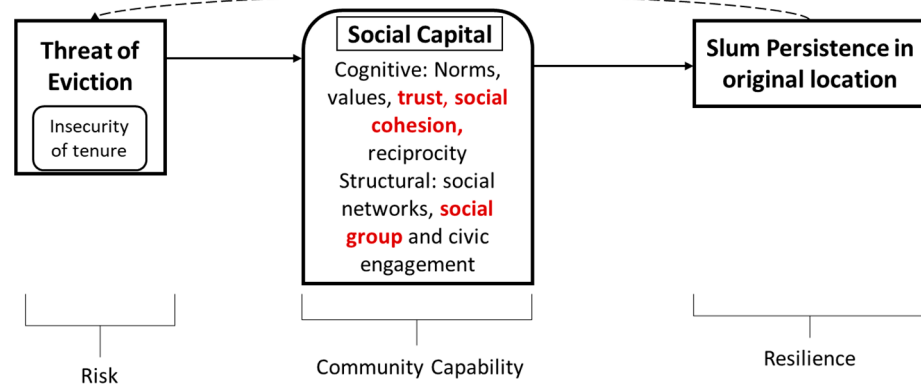 Threat of
Eviction
Insecurity
of tenure
Social Capital
Cognitive: Norms,
values, trust, social
cohesion,
reciprocity
Structural: social
networks, social
group and civic
engagement
Slum Persistence in
original location
Risk
Community Capability
Resilience